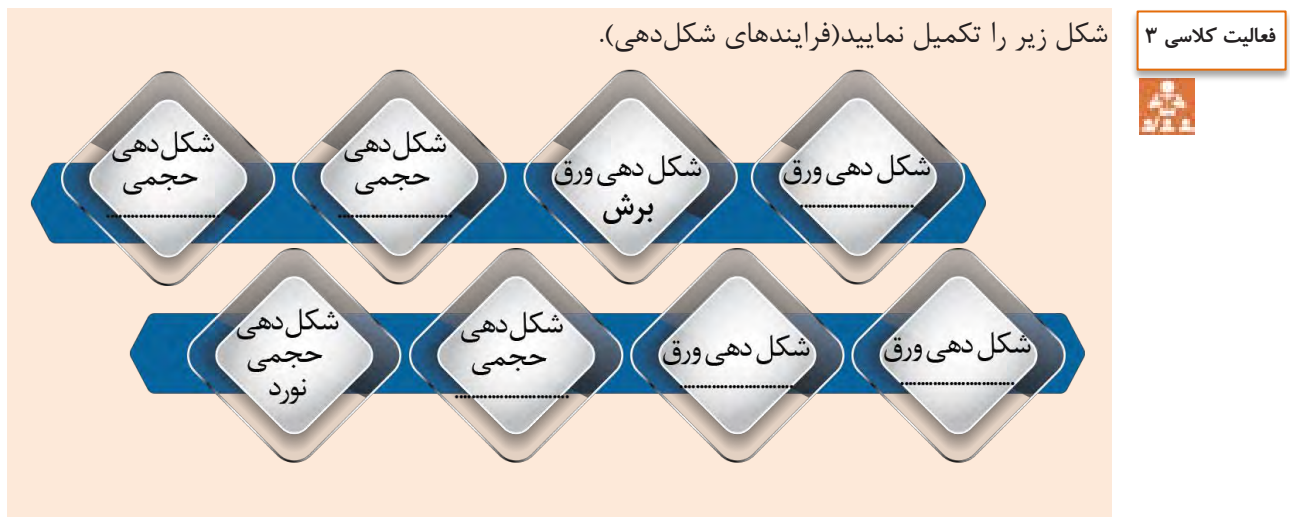 فعالیت کلاسی ۳
شکل زیر را تکمیل نمایید(فرایندهای شکل‌دهی).
شکل دهی ورق
........................
شکل دهی ورق
برش
شکل‌دهی
حجمی
........................
شکل‌دهی
حجمی
........................
شکل دهی ورق
........................
شکل دهی ورق
........................
شکل‌دهی
حجمی
........................
شکل‌دهی
حجمی
نورد